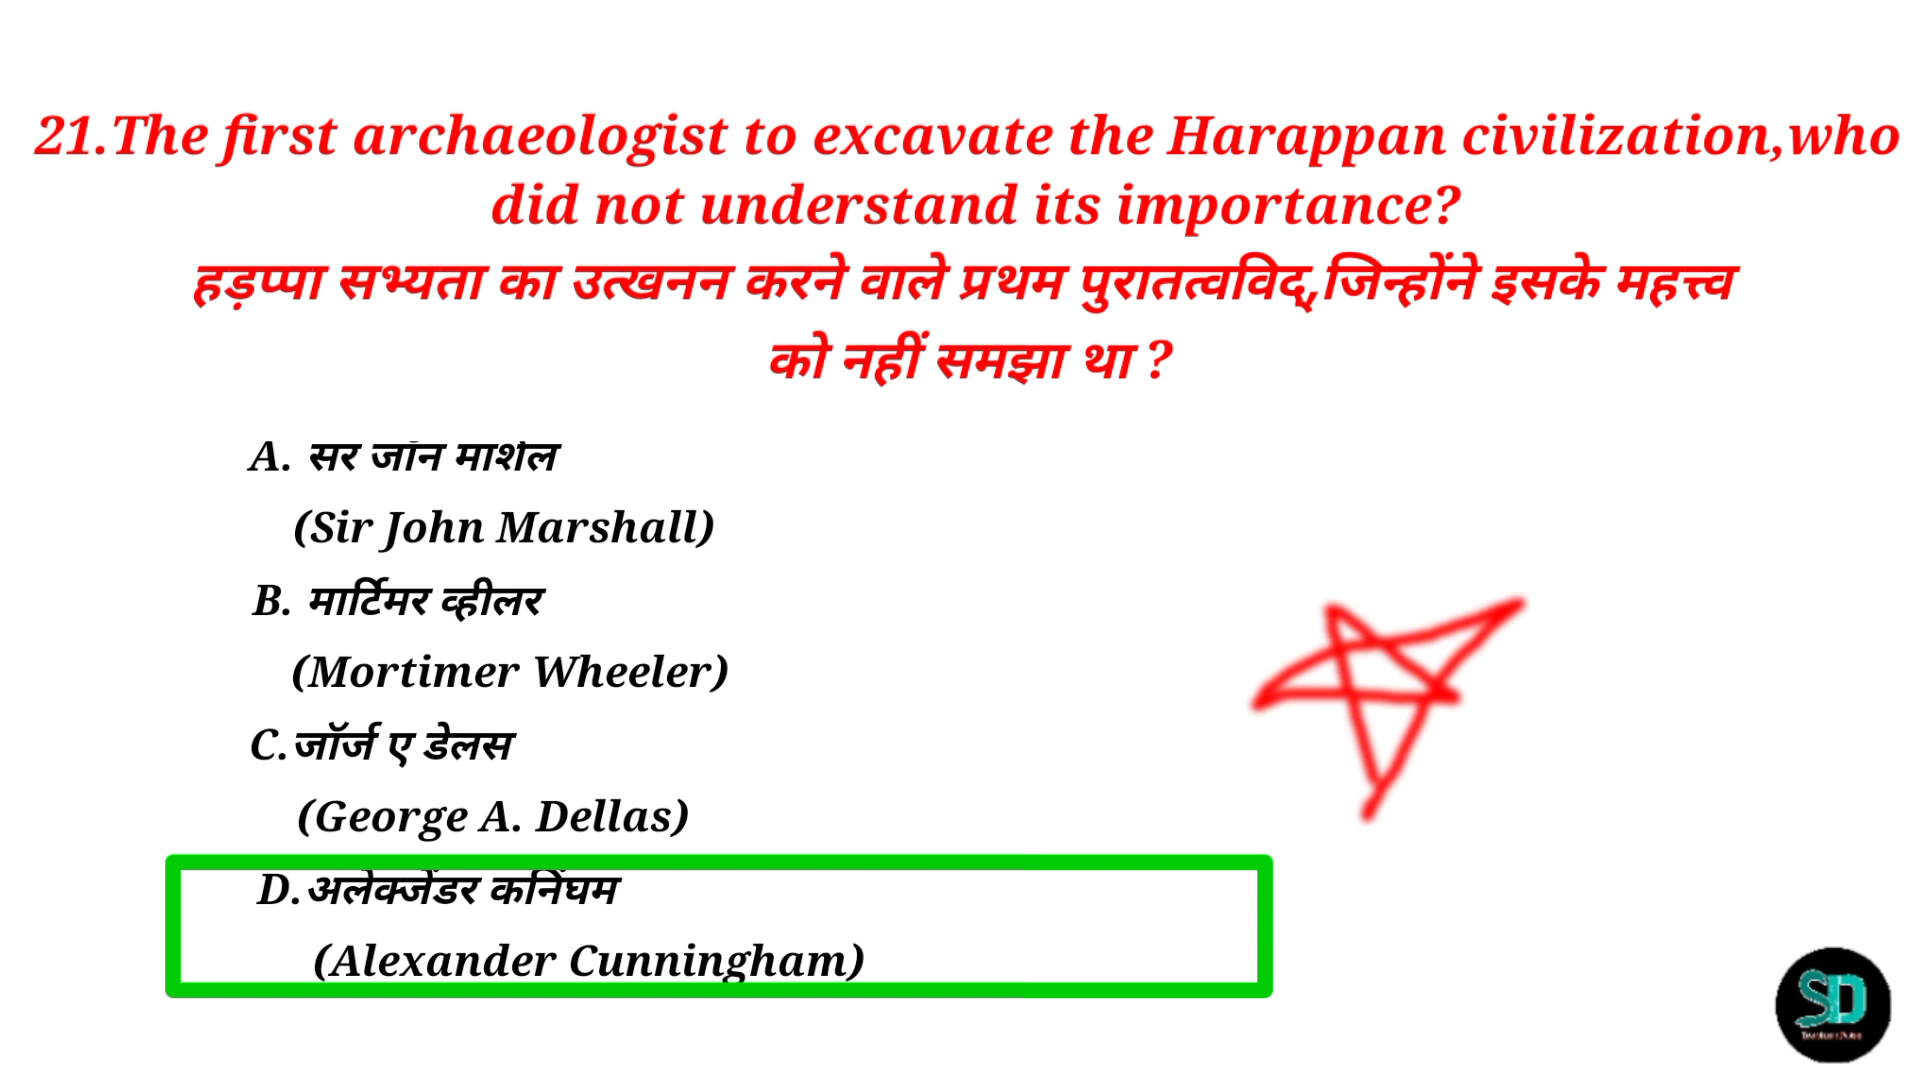 21.The first archaeologist to excavate the Harappan civilization,who
did not understand its importance?
हड़प्पा सभ्यता का उत्खनन करने वाले प्रथम पुरातत्वविद्,जिन्होंने इसके महत्त्व
को नहीं समझा था ?
A. सर जॉन मार्शल
(Sir John Marshall)
B. मार्टिमर व्हीलर
(Mortimer Wheeler)
C.जॉर्ज ए डेलस
(George A. Dellas)
D.अलेक्जेंडर कनिंघम
(Alexander Cunningham)
SD